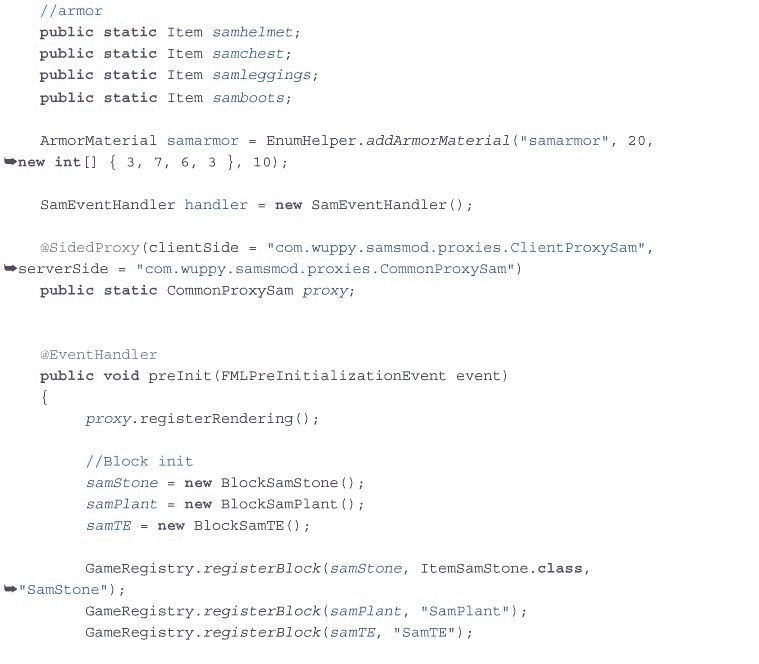 //armor
public static Item samhelmet;
public static Item samchest;
public static Item samleggings;
public static Item samboots;
ArmorMaterial samarmor = EnumHelper.addArmorMaterial("samarmor", 20,
➥new int[] { 3, 7, 6, 3 }, 10);
SamEventHandler handler = new SamEventHandler();
@SidedProxy(clientSide = "com.wuppy.samsmod.proxies.ClientProxySam",
➥serverSide = "com.wuppy.samsmod.proxies.CommonProxySam")
public static CommonProxySam proxy;
@EventHandler
public void preInit(FMLPreInitializationEvent event)
{
proxy.registerRendering();
//Block init
samStone = new BlockSamStone();
samPlant = new BlockSamPlant();
samTE = new BlockSamTE();
GameRegistry.registerBlock(samStone, ItemSamStone.class,
➥"SamStone");
GameRegistry.registerBlock(samPlant, "SamPlant");
GameRegistry.registerBlock(samTE, "SamTE");